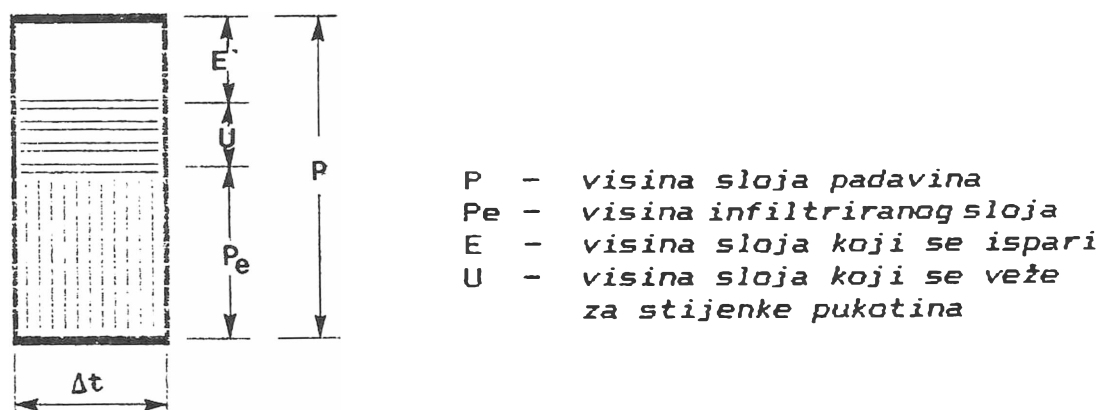 E
U
P
Pe
Δt
P – visina sloja padavina
Pe – visina infiltriranog sloja
E – visina sloja koji se ispari
U – visina sloja koji se veže
za stijenke pukotina